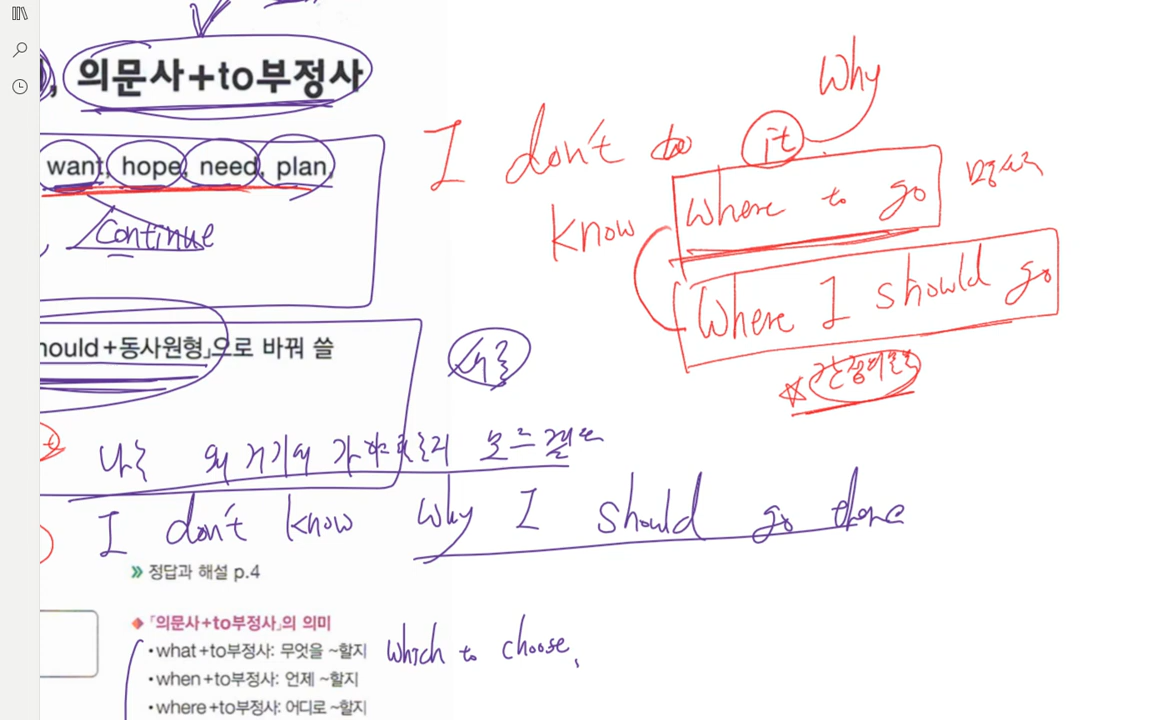 의문사+to부정사
Why
I don't do it
want, hope, need, plan,
know where to go 명사구
Continue
Where I should go
hould+동사원형」으로 바꿔 쓸
서술
간접의문문
나는 왜 거기에 가야 하는지 모르겠
I don't know why I should go there
» 정답과 해설 p.4
◆ 「의문사+to부정사」의 의미
•what+to부정사: 무엇을 ~할지 which to choose,
•when+to부정사: 언제 ~할지
•where+to부정사: 어디로 ~할지